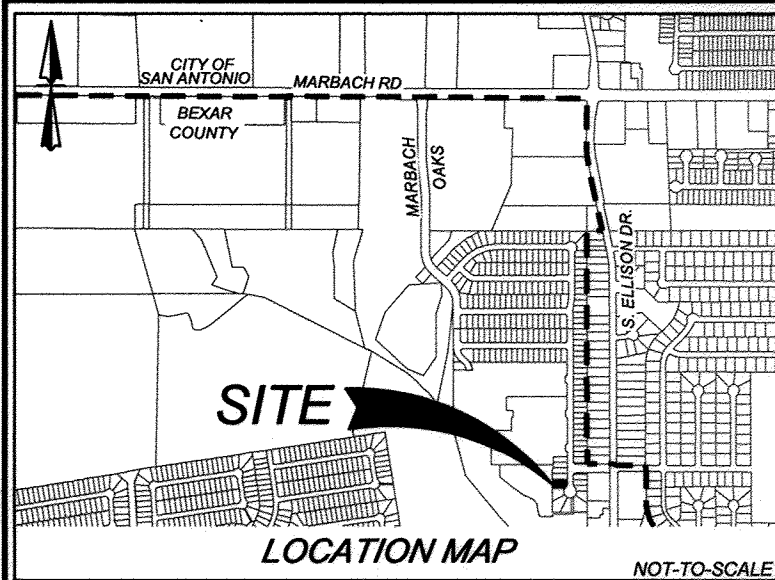 CITY OF
SAN ANTONIO
MARBACH RD
BEXAR
COUNTY
MARBACH
OAKS
S. ELLISON DR.
SITE
LOCATION MAP
NOT-TO-SCALE